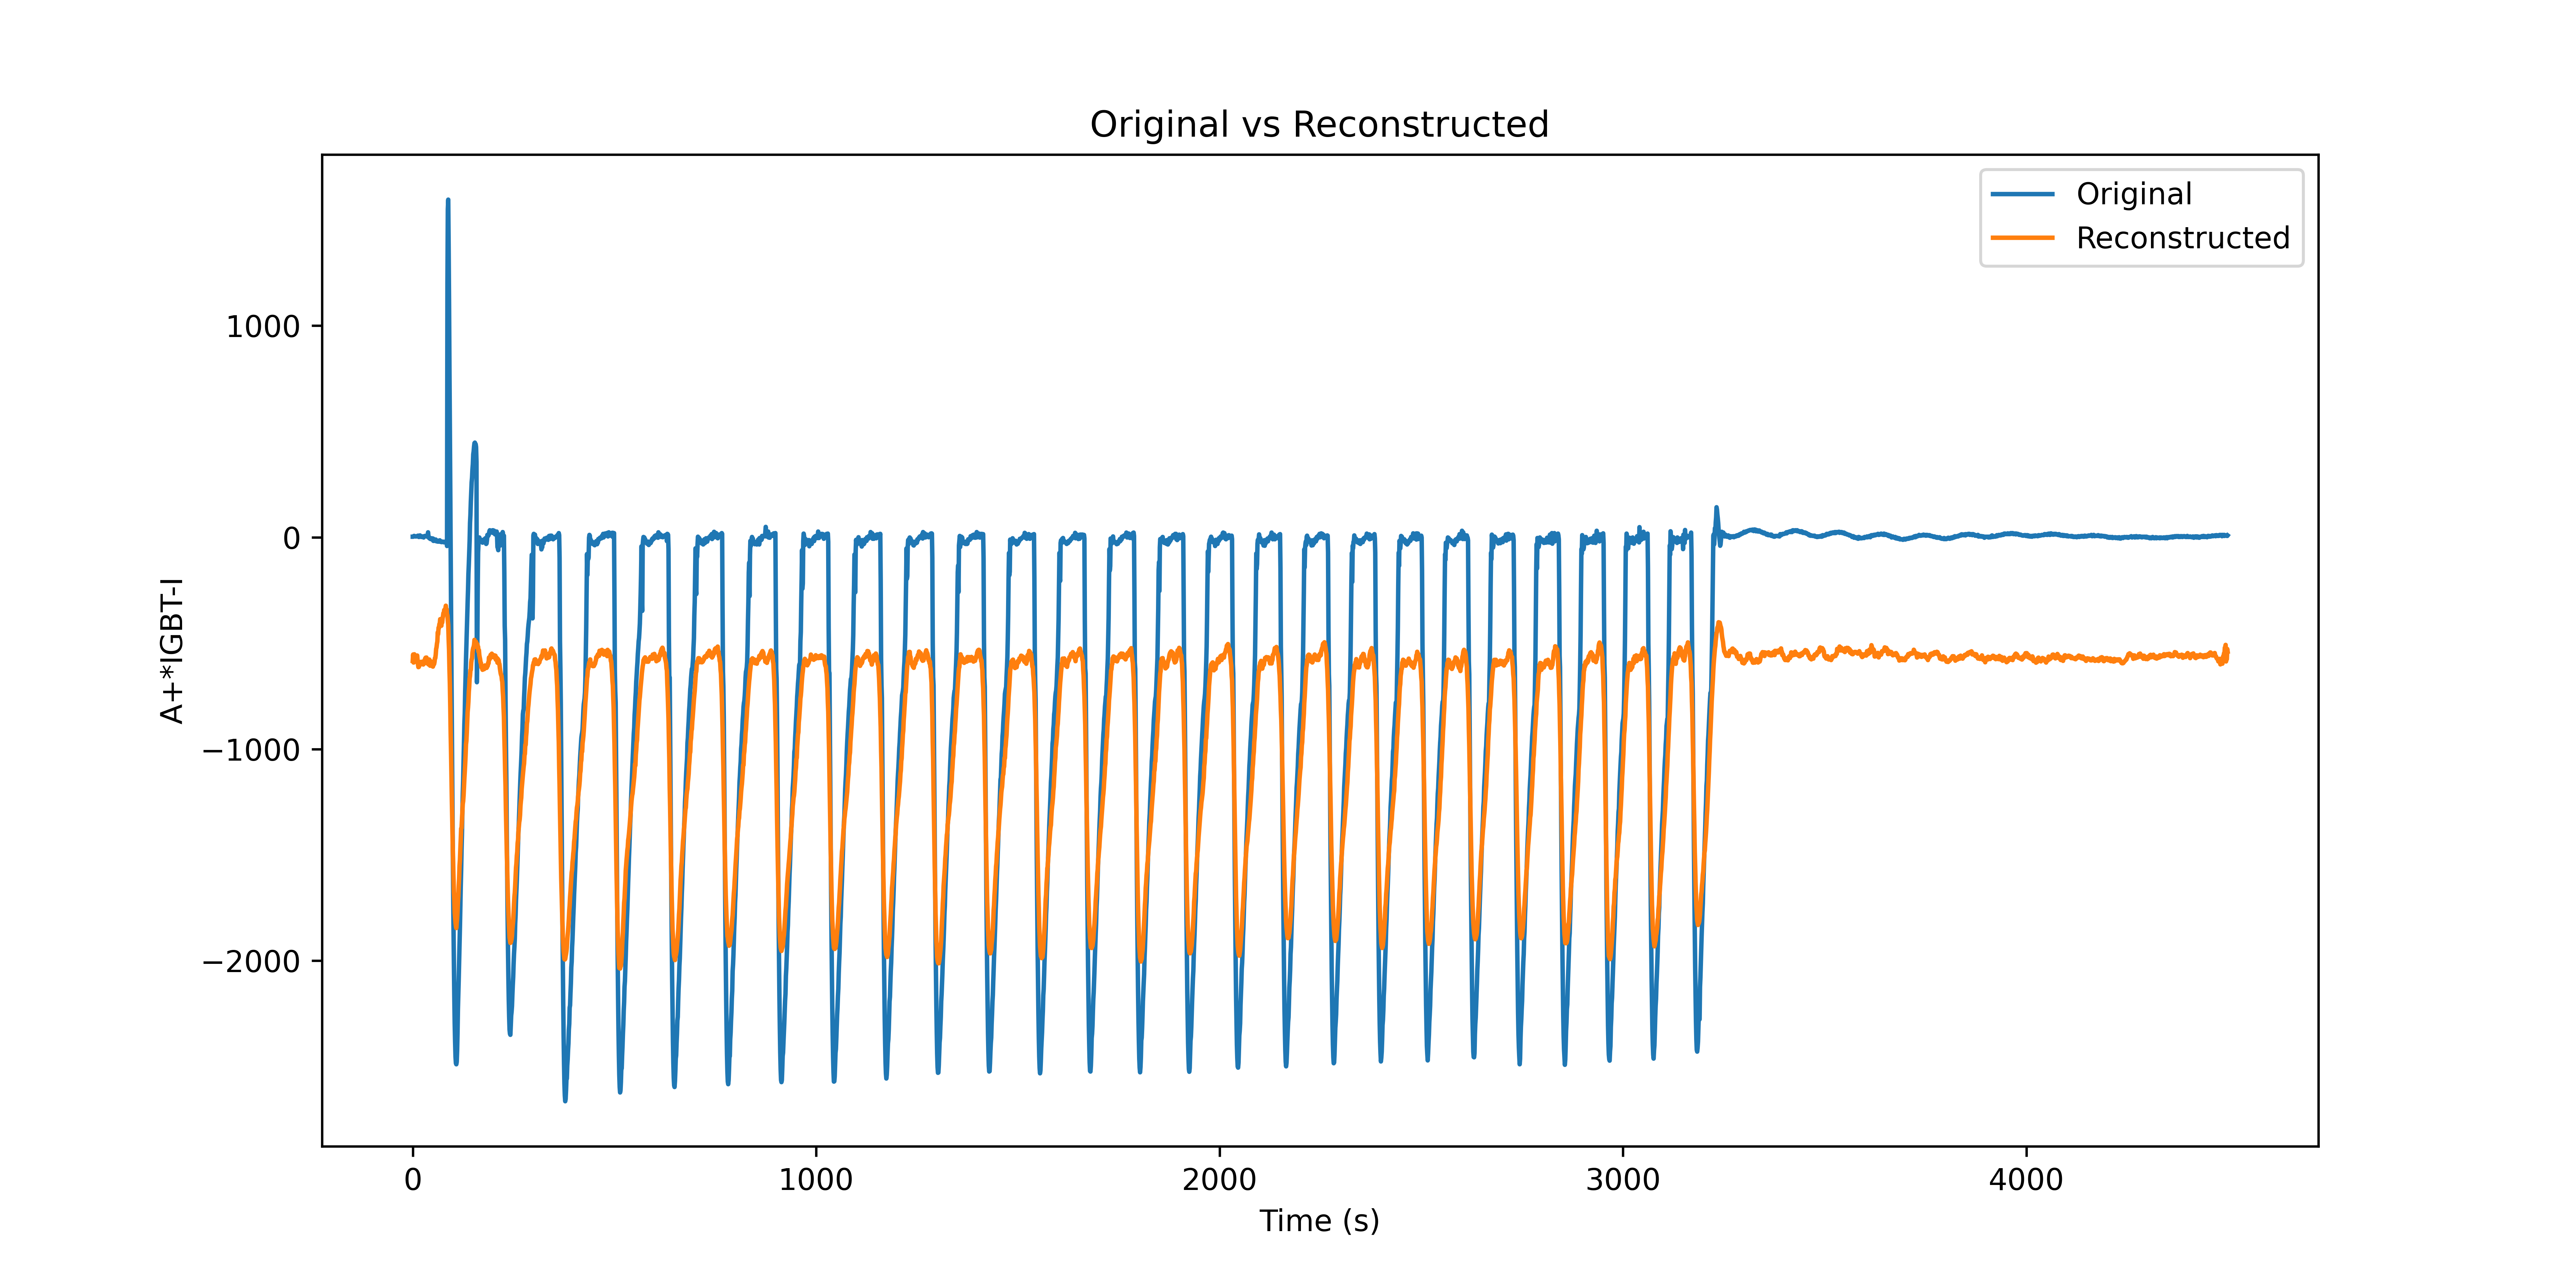 Original vs Reconstructed
Original
Reconstructed
A+*IGBT-I
1000
0
−1000
−2000
0 1000 2000 3000 4000
Time (s)